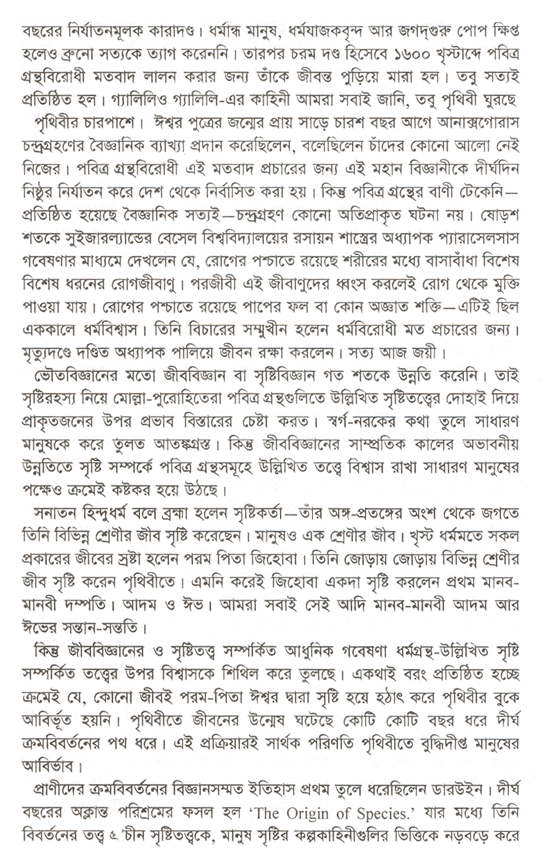 বছরের নির্যাতনমূলক কারাদণ্ড। ধর্মান্ধ মানুষ, ধর্মযাজকবৃন্দ আর জগদ্‌গুরু পোপ ক্ষিপ্ত
হলেও ব্রুনো সত্যকে ত্যাগ করেননি। তারপর চরম দণ্ড হিসেবে ১৬০০ খৃস্টাব্দে পবিত্র
গ্রন্থবিরোধী মতবাদ লালন করার জন্য তাঁকে জীবন্ত পুড়িয়ে মারা হল। তবু সত্যই
প্রতিষ্ঠিত হল। গ্যালিলিও গ্যালিলি-এর কাহিনী আমরা সবাই জানি, তবু পৃথিবী ঘুরছে
পৃথিবীর চারপাশে। ঈশ্বর পুত্রের জন্মের প্রায় সাড়ে চারশ বছর আগে আনাক্সগোরাস
চন্দ্রগ্রহণের বৈজ্ঞানিক ব্যাখ্যা প্রদান করেছিলেন, বলেছিলেন চাঁদের কোনো আলো নেই
নিজের। পবিত্র গ্রন্থবিরোধী এই মতবাদ প্রচারের জন্য এই মহান বিজ্ঞানীকে দীর্ঘদিন
নিষ্ঠুর নির্যাতন করে দেশ থেকে নির্বাসিত করা হয়। কিন্তু পবিত্র গ্রন্থের বাণী টেকেনি—
প্রতিষ্ঠিত হয়েছে বৈজ্ঞানিক সত্যই—চন্দ্রগ্রহণ কোনো অতিপ্রাকৃত ঘটনা নয়। ষোড়শ
শতকে সুইজারল্যান্ডের বেসেল বিশ্ববিদ্যালয়ের রসায়ন শাস্ত্রের অধ্যাপক প্যারাসেলসাস
গবেষণার মাধ্যমে দেখলেন যে, রোগের পশ্চাতে রয়েছে শরীরের মধ্যে বাসাবাঁধা বিশেষ
বিশেষ ধরনের রোগজীবাণু। পরজীবী এই জীবাণুদের ধ্বংস করলেই রোগ থেকে মুক্তি
পাওয়া যায়। রোগের পশ্চাতে রয়েছে পাপের ফল বা কোন অজ্ঞাত শক্তি—এটিই ছিল
এককালে ধর্মবিশ্বাস। তিনি বিচারের সম্মুখীন হলেন ধর্মবিরোধী মত প্রচারের জন্য।
মৃত্যুদণ্ডে দণ্ডিত অধ্যাপক পালিয়ে জীবন রক্ষা করলেন। সত্য আজ জয়ী।
ভৌতবিজ্ঞানের মতো জীববিজ্ঞান বা সৃষ্টিবিজ্ঞান গত শতকে উন্নতি করেনি। তাই
সৃষ্টিরহস্য নিয়ে মোল্লা-পুরোহিতেরা পবিত্র গ্রন্থগুলিতে উল্লিখিত সৃষ্টিতত্ত্বের দোহাই দিয়ে
প্রাকৃতজনের উপর প্রভাব বিস্তারের চেষ্টা করত। স্বর্গ-নরকের কথা তুলে সাধারণ
মানুষকে করে তুলত আতঙ্কগ্রস্ত। কিন্তু জীববিজ্ঞানের সাম্প্রতিক কালের অভাবনীয়
উন্নতিতে সৃষ্টি সম্পর্কে পবিত্র গ্রন্থসমূহে উল্লিখিত তত্ত্বে বিশ্বাস রাখা সাধারণ মানুষের
পক্ষেও ক্রমেই কষ্টকর হয়ে উঠছে।
সনাতন হিন্দুধর্ম বলে ব্রহ্মা হলেন সৃষ্টিকর্তা—তাঁর অঙ্গ-প্রতঙ্গের অংশ থেকে জগতে
তিনি বিভিন্ন শ্রেণীর জীব সৃষ্টি করেছেন। মানুষও এক শ্রেণীর জীব। খৃস্ট ধর্মমতে সকল
প্রকারের জীবের স্রষ্টা হলেন পরম পিতা জিহোবা। তিনি জোড়ায় জোড়ায় বিভিন্ন শ্রেণীর
জীব সৃষ্টি করেন পৃথিবীতে। এমনি করেই জিহোবা একদা সৃষ্টি করলেন প্রথম মানব-
মানবী দম্পতি। আদম ও ঈভ। আমরা সবাই সেই আদি মানব-মানবী আদম আর
ঈভের সন্তান-সন্ততি।
কিন্তু জীববিজ্ঞানের ও সৃষ্টিতত্ত্ব সম্পর্কিত আধুনিক গবেষণা ধর্মগ্রন্থ-উল্লিখিত সৃষ্টি
সম্পর্কিত তত্ত্বের উপর বিশ্বাসকে শিথিল করে তুলছে। একথাই বরং প্রতিষ্ঠিত হচ্ছে
ক্রমেই যে, কোনো জীবই পরম-পিতা ঈশ্বর দ্বারা সৃষ্ট হয়ে হঠাৎ করে পৃথিবীর বুকে
আবির্ভূত হয়নি। পৃথিবীতে জীবনের উন্মেষ ঘটেছে কোটি কোটি বছর ধরে দীর্ঘ
ক্রমবিবর্তনের পথ ধরে। এই প্রক্রিয়ারই সার্থক পরিণতি পৃথিবীতে বুদ্ধিদীপ্ত মানুষের
আবির্ভাব।
প্রাণীদের ক্রমবিবর্তনের বিজ্ঞানসম্মত ইতিহাস প্রথম তুলে ধরেছিলেন ডারউইন। দীর্ঘ
বছরের অক্লান্ত পরিশ্রমের ফসল হল ‘The Origin of Species.’ যার মধ্যে তিনি
বিবর্তনের তত্ত্ব সৃষ্টিতত্ত্বকে, মানুষ সৃষ্টির কল্পকাহিনীগুলির ভিত্তিকে নড়বড়ে করে